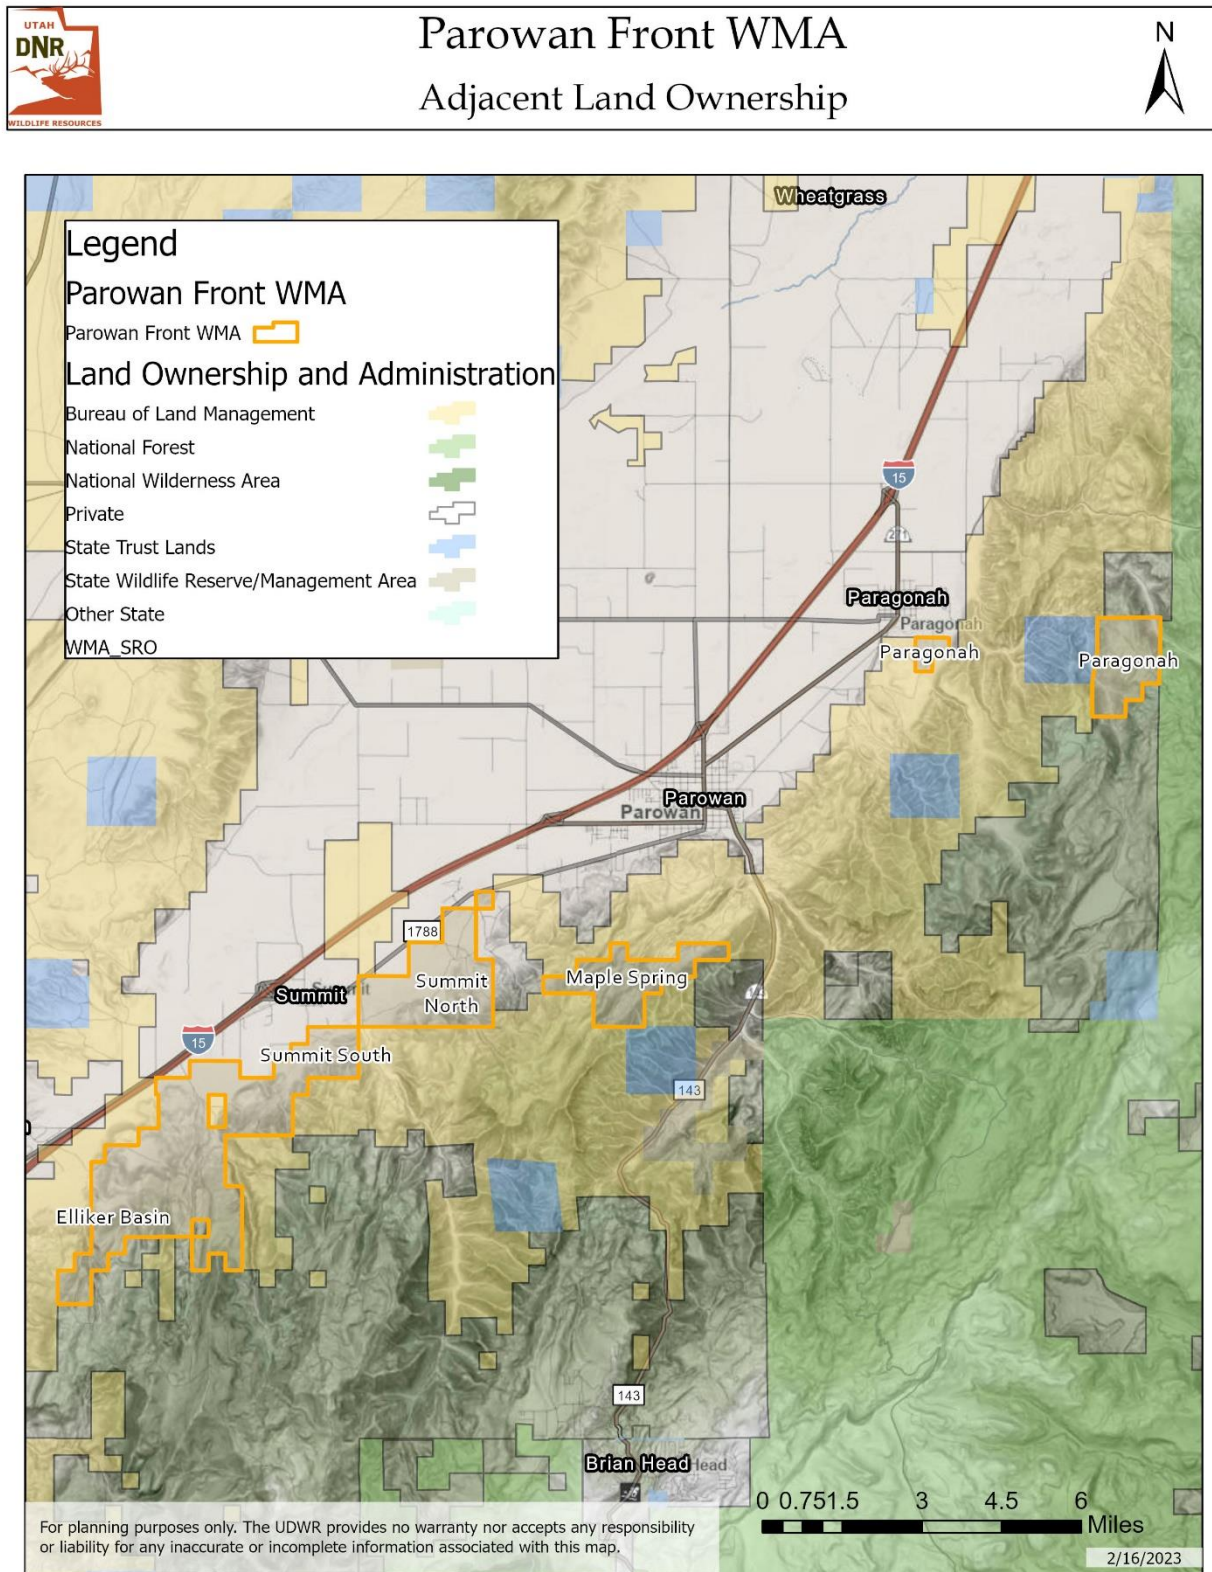 UTAH
DNR
WILDLIFE RESOURCES
Parowan Front WMA
Adjacent Land Ownership
N
Wheatgrass
Legend
Parowan Front WMA
Parowan Front WMA
Land Ownership and Administration
Bureau of Land Management
National Forest
National Wilderness Area
Private
State Trust Lands
State Wildlife Reserve/Management Area
Other State
WMA_SRO
15
271
Paragonah
Paragonah
Paragonah
Paragonah
Parowan
Parowan
1788
Summit North
Maple Spring
Summit
Summit
15
Summit South
143
Elliker Basin
143
Brian Head
Head
0 0.75 1.5 3 4.5 6
Miles
For planning purposes only. The UDWR provides no warranty nor accepts any responsibility
or liability for any inaccurate or incomplete information associated with this map.
2/16/2023